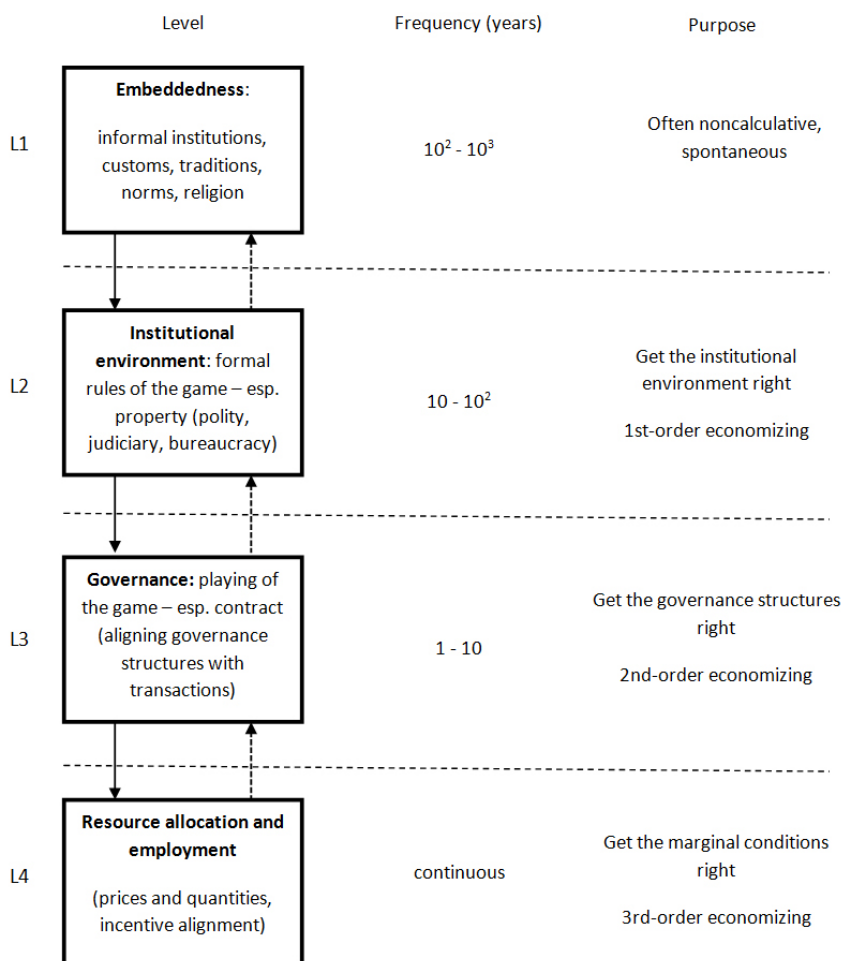 Level
Frequency (years)
Purpose
L1
Embeddedness:
informal institutions,
customs, traditions,
norms, religion
10² - 10³
Often noncalculative,
spontaneous
L2
Institutional
environment: formal
rules of the game – esp.
property (polity,
judiciary, bureaucracy)
10 - 10²
Get the institutional
environment right
1st-order economizing
L3
Governance: playing of
the game – esp. contract
(aligning governance
structures with
transactions)
1 - 10
Get the governance structures
right
2nd-order economizing
L4
Resource allocation and
employment
(prices and quantities,
incentive alignment)
continuous
Get the marginal conditions
right
3rd-order economizing